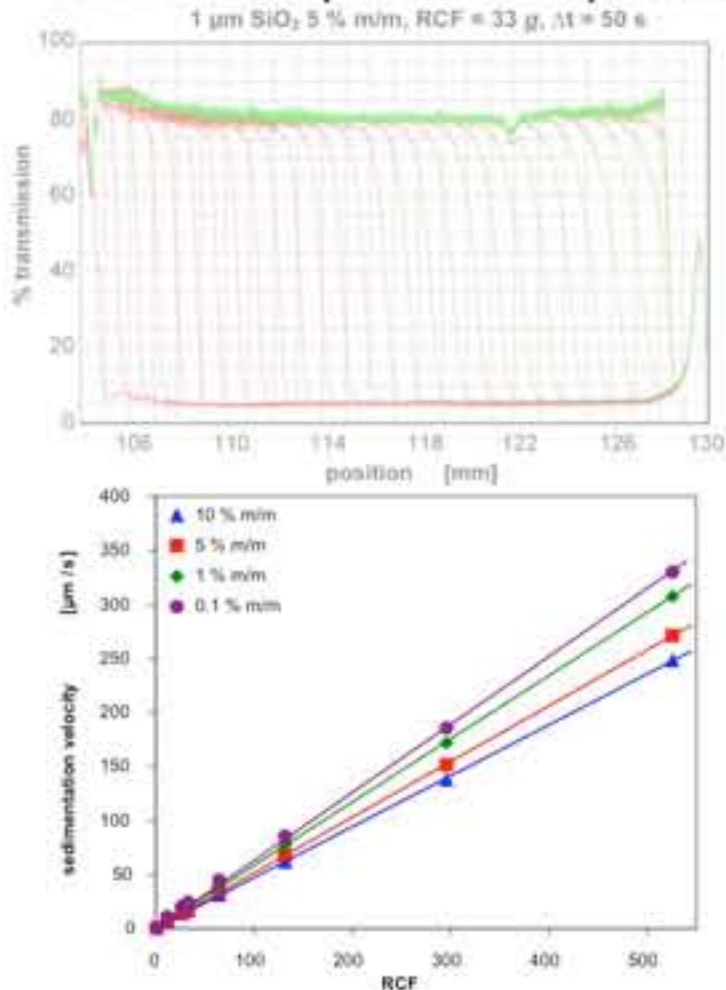 1 µm SiO₂ 5 % m/m, RCF = 33 g, Δt = 50 s
100
80
60
40
20
0
% transmission
106 110 114 118 122 126 130
position [mm]
400
350
300
250
200
150
100
50
0
sedimentation velocity [µm / s]
10 % m/m
5 % m/m
1 % m/m
0.1 % m/m
0 100 200 300 400 500
RCF